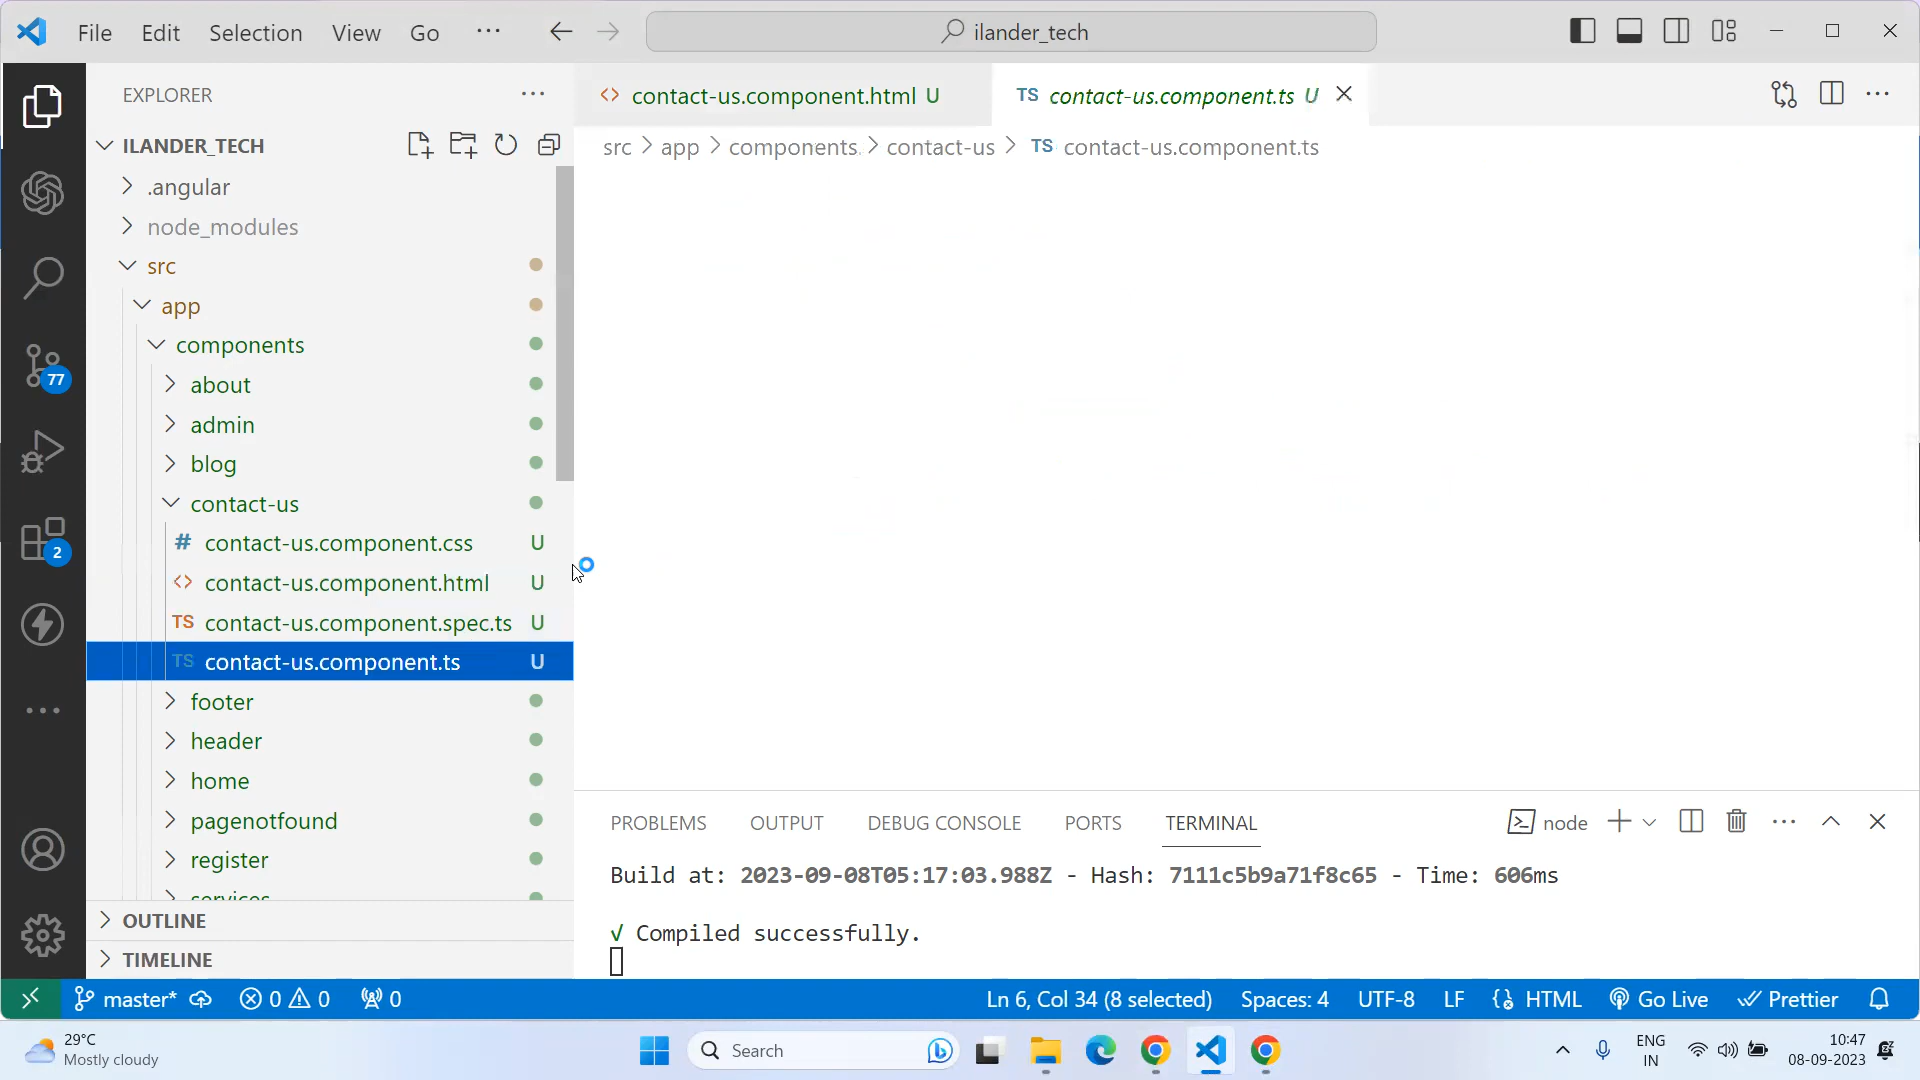 File Edit Selection View Go ··· ilander_tech
EXPLORER ···
contact-us.component.html U
TS contact-us.component.ts U
ILANDER_TECH
src > app > components > contact-us > TS contact-us.component.ts
.angular
node_modules
src
app
components
about
admin
blog
contact-us
# contact-us.component.css U
<> contact-us.component.html U
TS contact-us.component.spec.ts U
TS contact-us.component.ts U
footer
header
home
pagenotfound
register
services
OUTLINE
TIMELINE
77
2
PROBLEMS OUTPUT DEBUG CONSOLE PORTS TERMINAL node
Build at: 2023-09-08T05:17:03.988Z - Hash: 7111c5b9a71f8c65 - Time: 606ms
√ Compiled successfully.
master* 0 0 0 Ln 6, Col 34 (8 selected) Spaces: 4 UTF-8 LF HTML Go Live Prettier
29°C
Mostly cloudy
Search
ENG
IN
10:47
08-09-2023